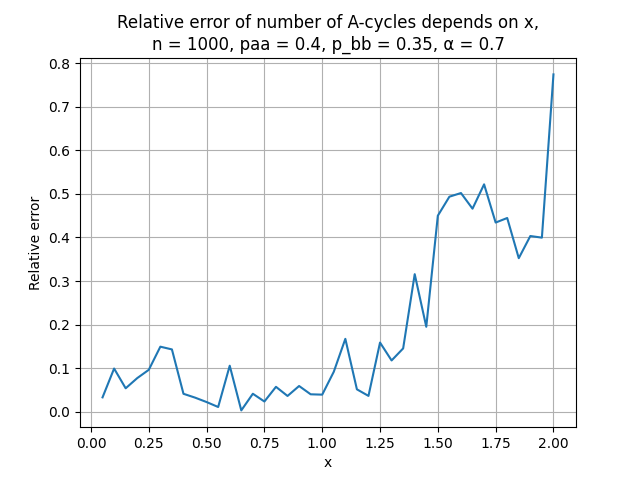 Relative error of number of A-cycles depends on x,
n = 1000, paa = 0.4, p_bb = 0.35, α = 0.7
0.8
0.7
0.6
0.5
0.4
0.3
0.2
0.1
0.0
Relative error
0.00 0.25 0.50 0.75 1.00 1.25 1.50 1.75 2.00
x